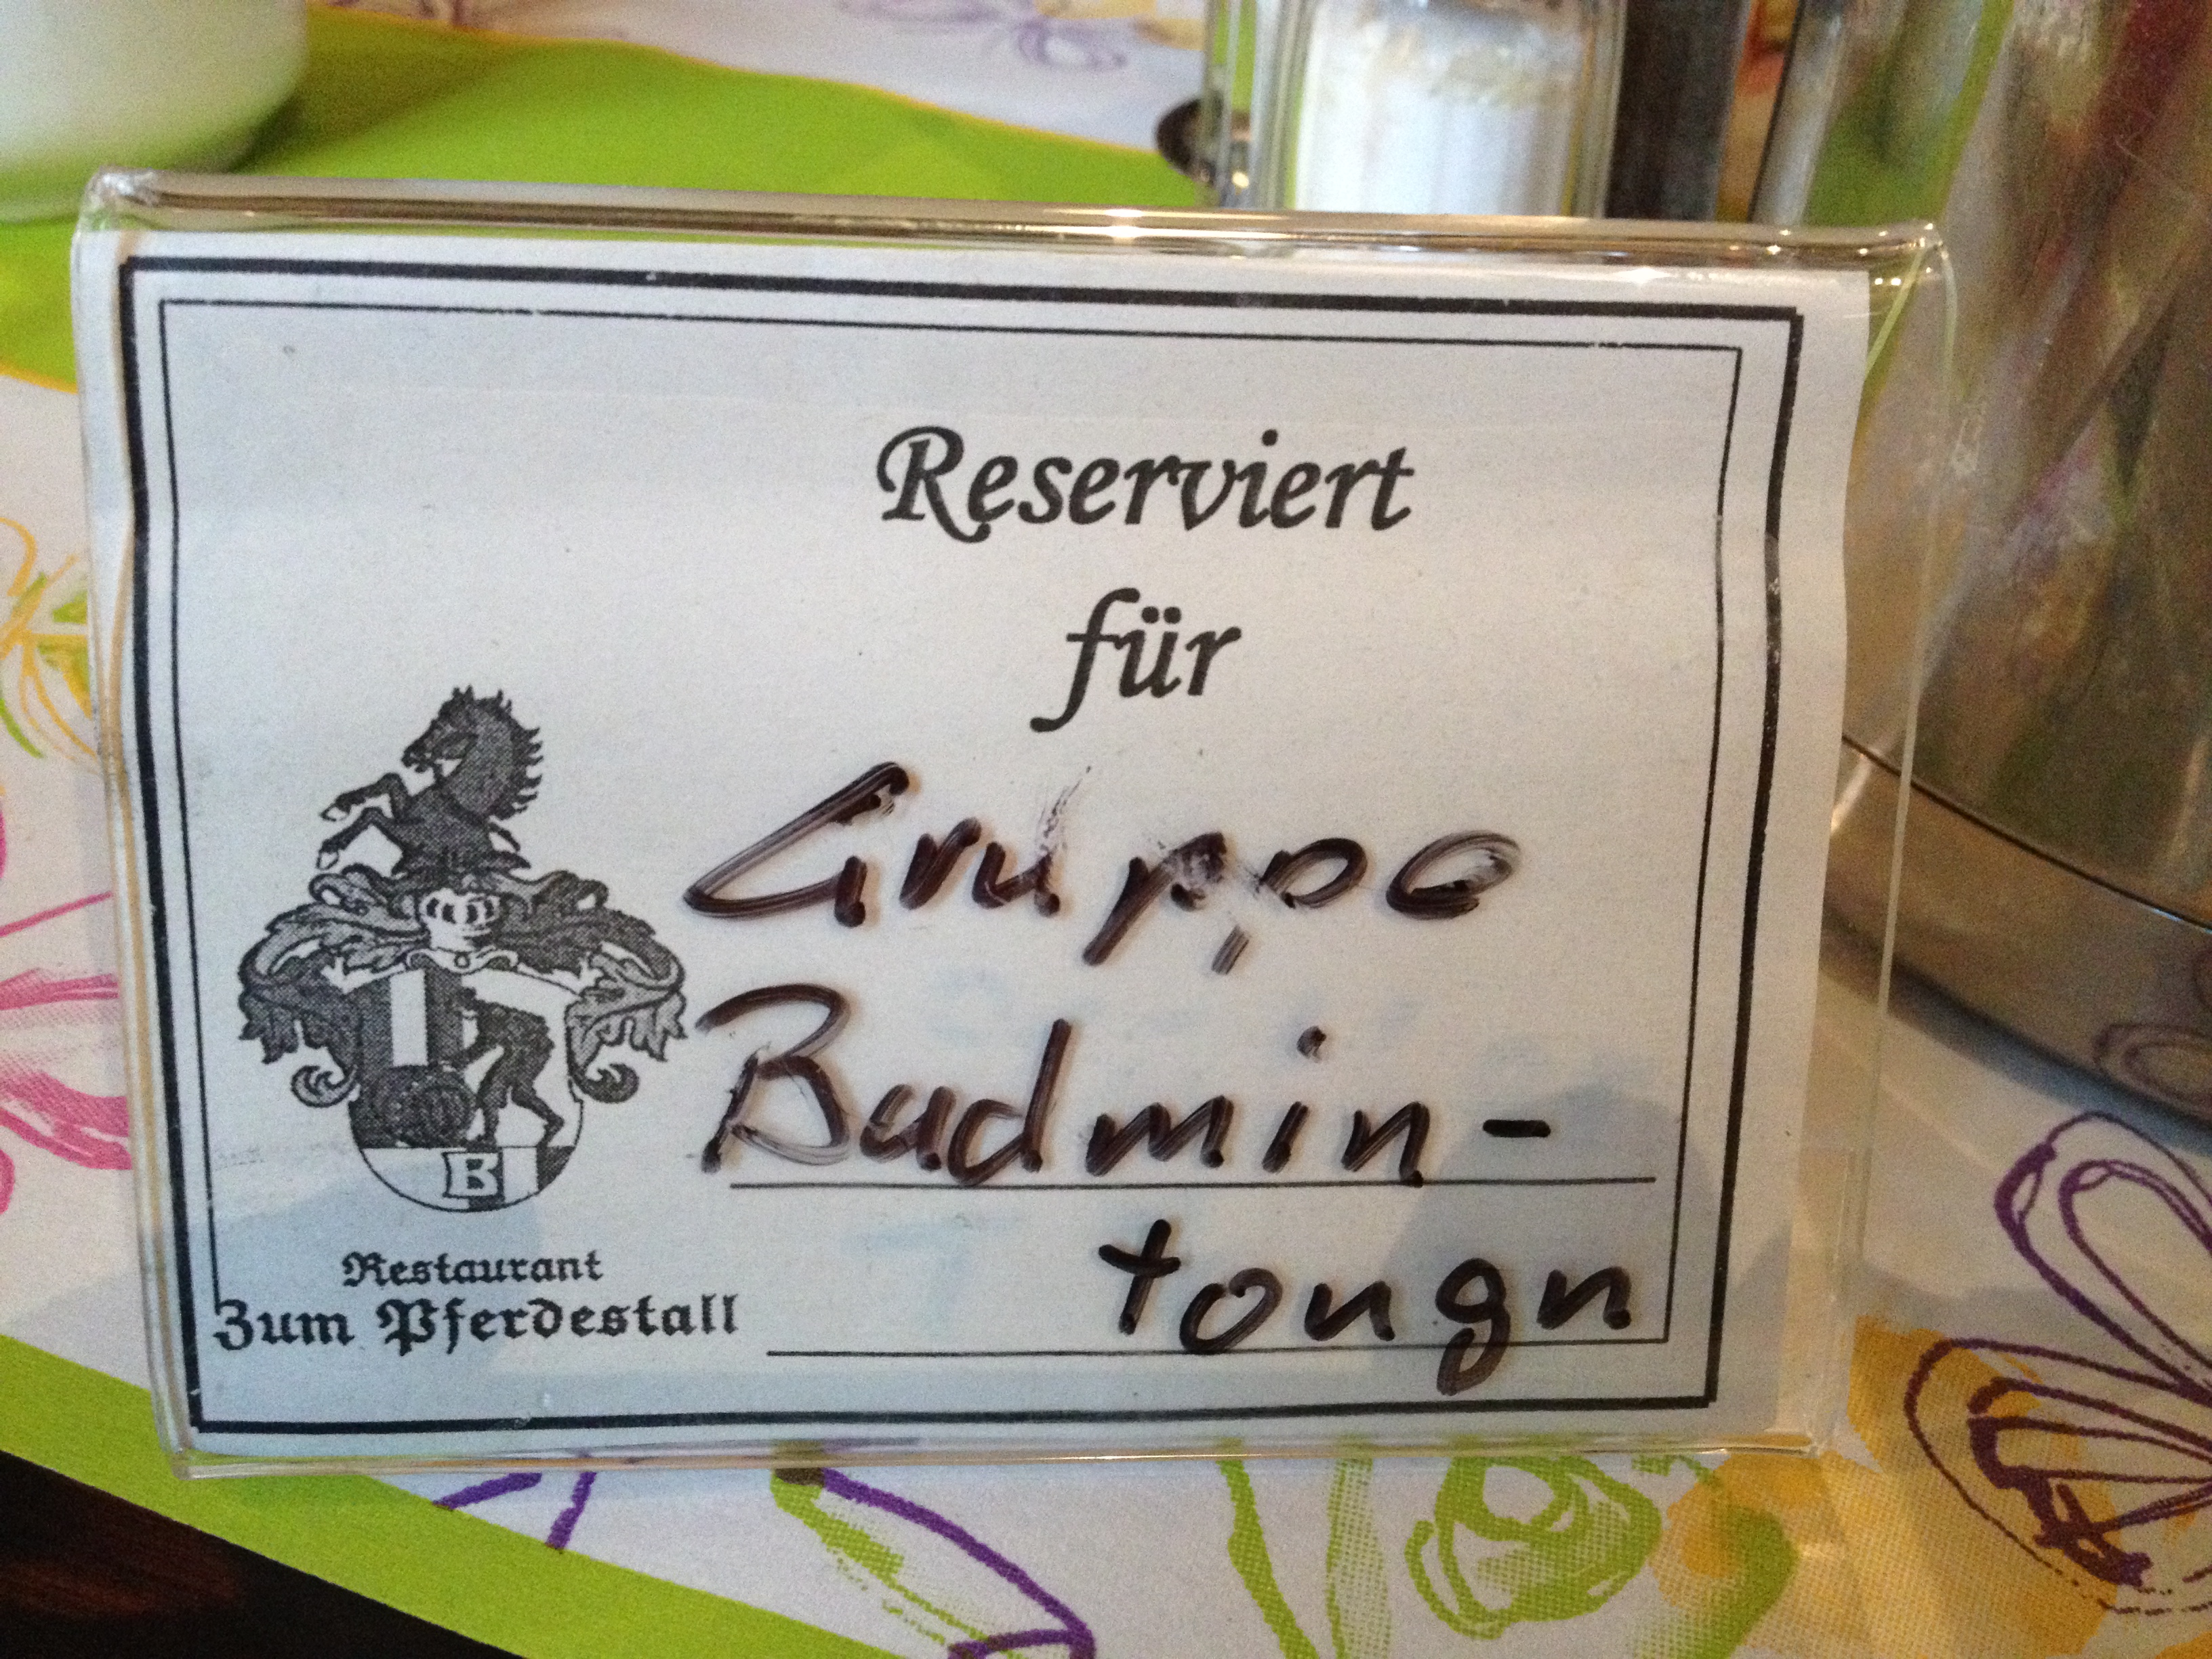 Reserviert
für
Gruppe
Badmin-
tongn
B
Restaurant
Zum Pferdestall